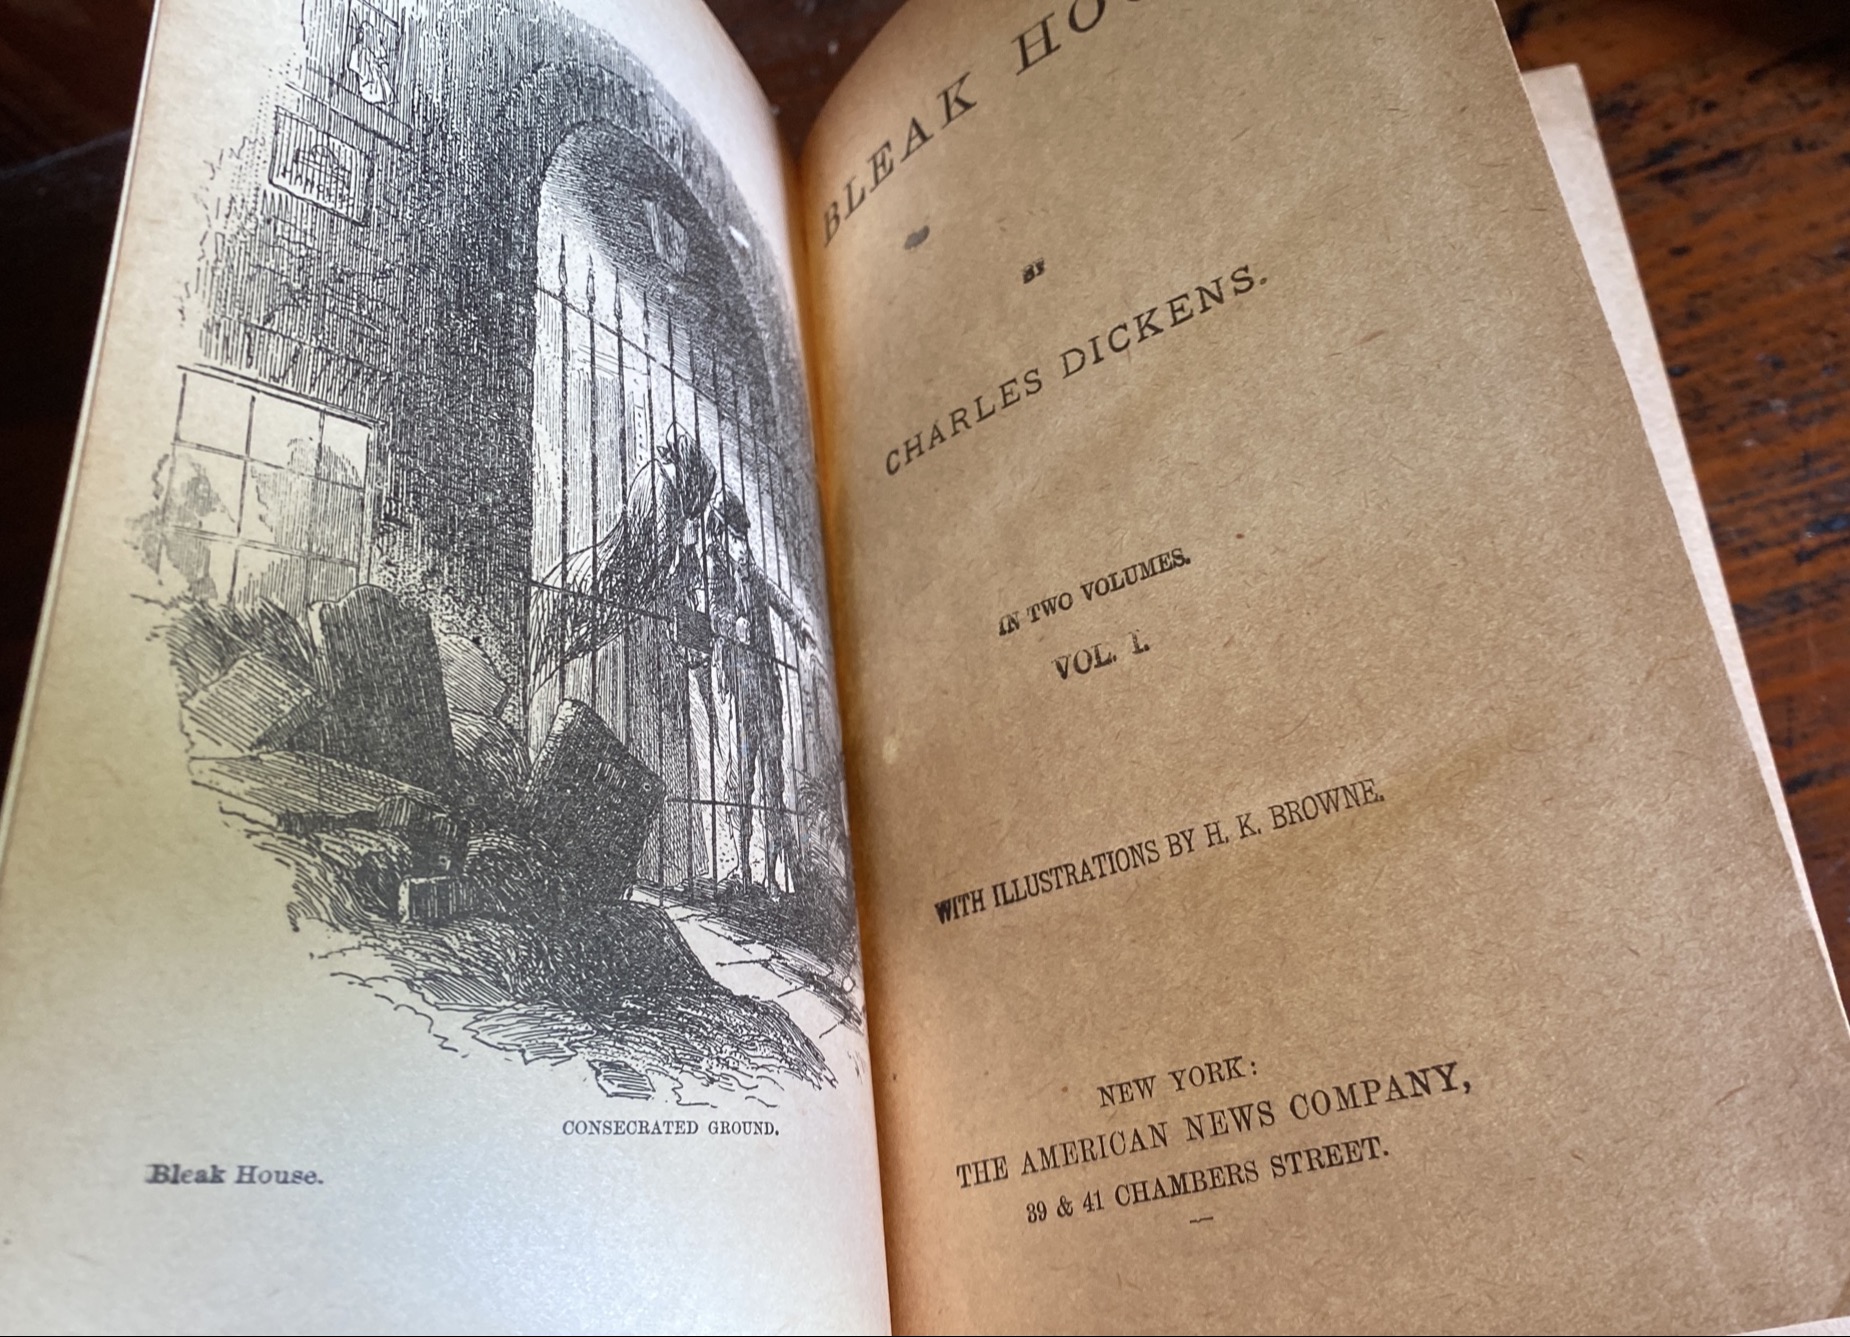 CONSECRATED GROUND.
Bleak House.
BLEAK
BY
CHARLES DICKENS.
IN TWO VOLUMES.
VOL. I.
WITH ILLUSTRATIONS BY H. K. BROWNE.
NEW YORK:
THE AMERICAN NEWS COMPANY,
39 & 41 CHAMBERS STREET.